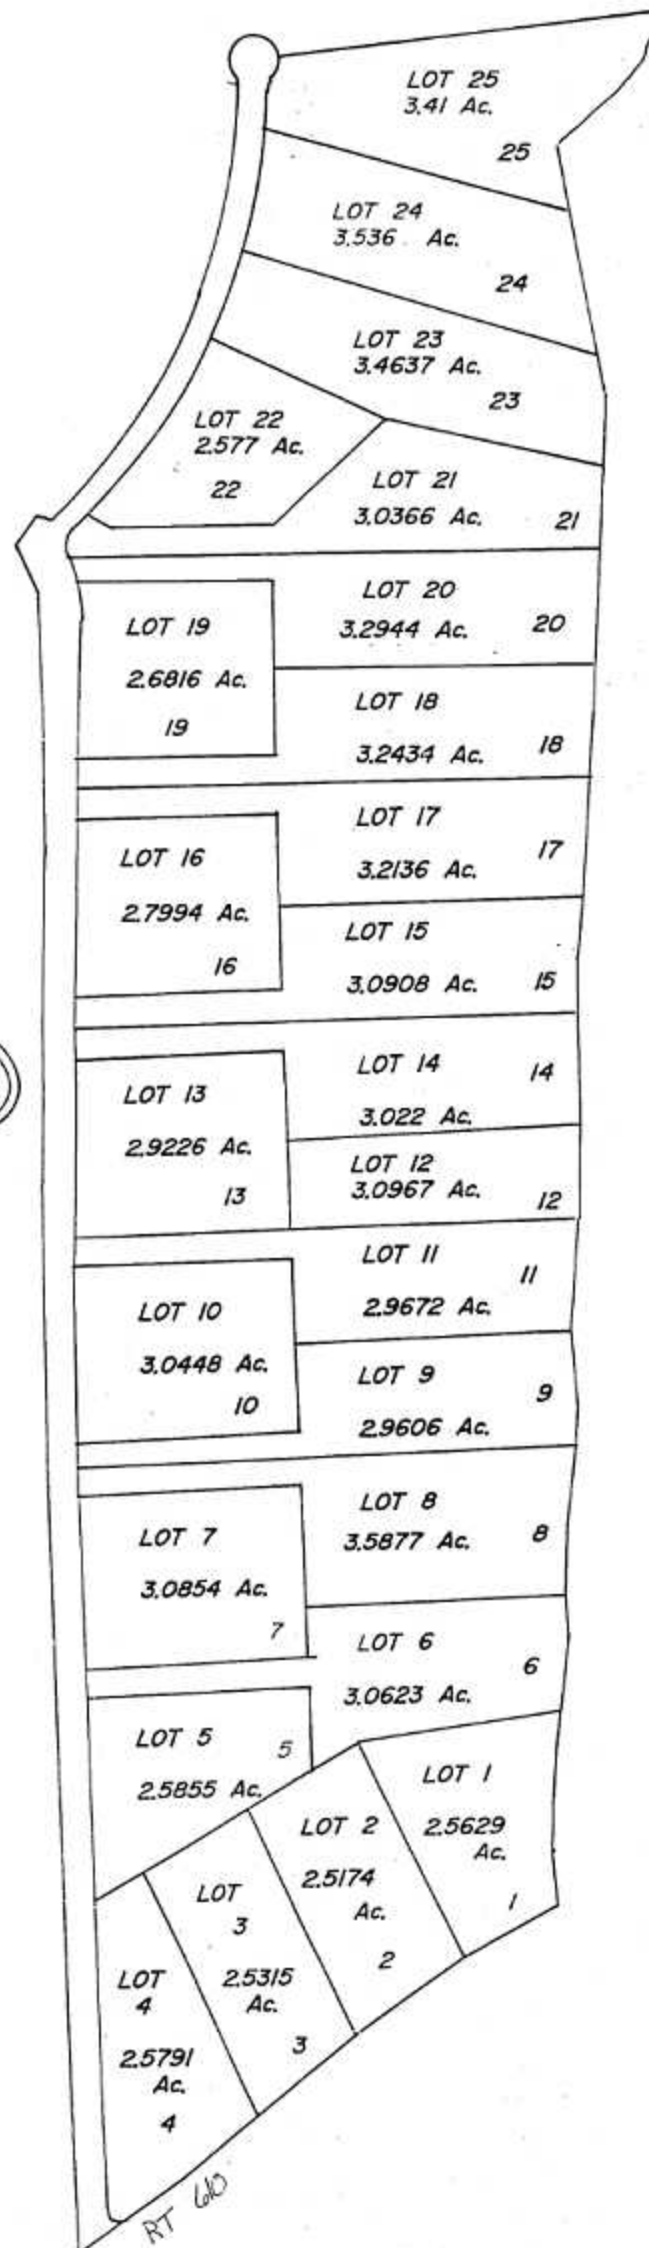 LOT 25
3.41 Ac.
25
LOT 24
3.536 Ac.
24
LOT 23
3.4637 Ac.
23
LOT 22
2.577 Ac.
22
LOT 21
3.0366 Ac.
21
LOT 20
3.2944 Ac.
20
LOT 19
2.6816 Ac.
19
LOT 18
3.2434 Ac.
18
LOT 17
3.2136 Ac.
17
LOT 16
2.7994 Ac.
16
LOT 15
3.0908 Ac.
15
LOT 14
3.022 Ac.
14
LOT 13
2.9226 Ac.
13
LOT 12
3.0967 Ac.
12
LOT 11
2.9672 Ac.
11
LOT 10
3.0448 Ac.
10
LOT 9
2.9606 Ac.
9
LOT 8
3.5877 Ac.
8
LOT 7
3.0854 Ac.
7
LOT 6
3.0623 Ac.
6
LOT 5
2.5855 Ac.
5
LOT 1
2.5629
Ac.
1
LOT 2
2.5174
Ac.
2
LOT
3
2.5315
Ac.
3
LOT
4
2.5791
Ac.
4
RT